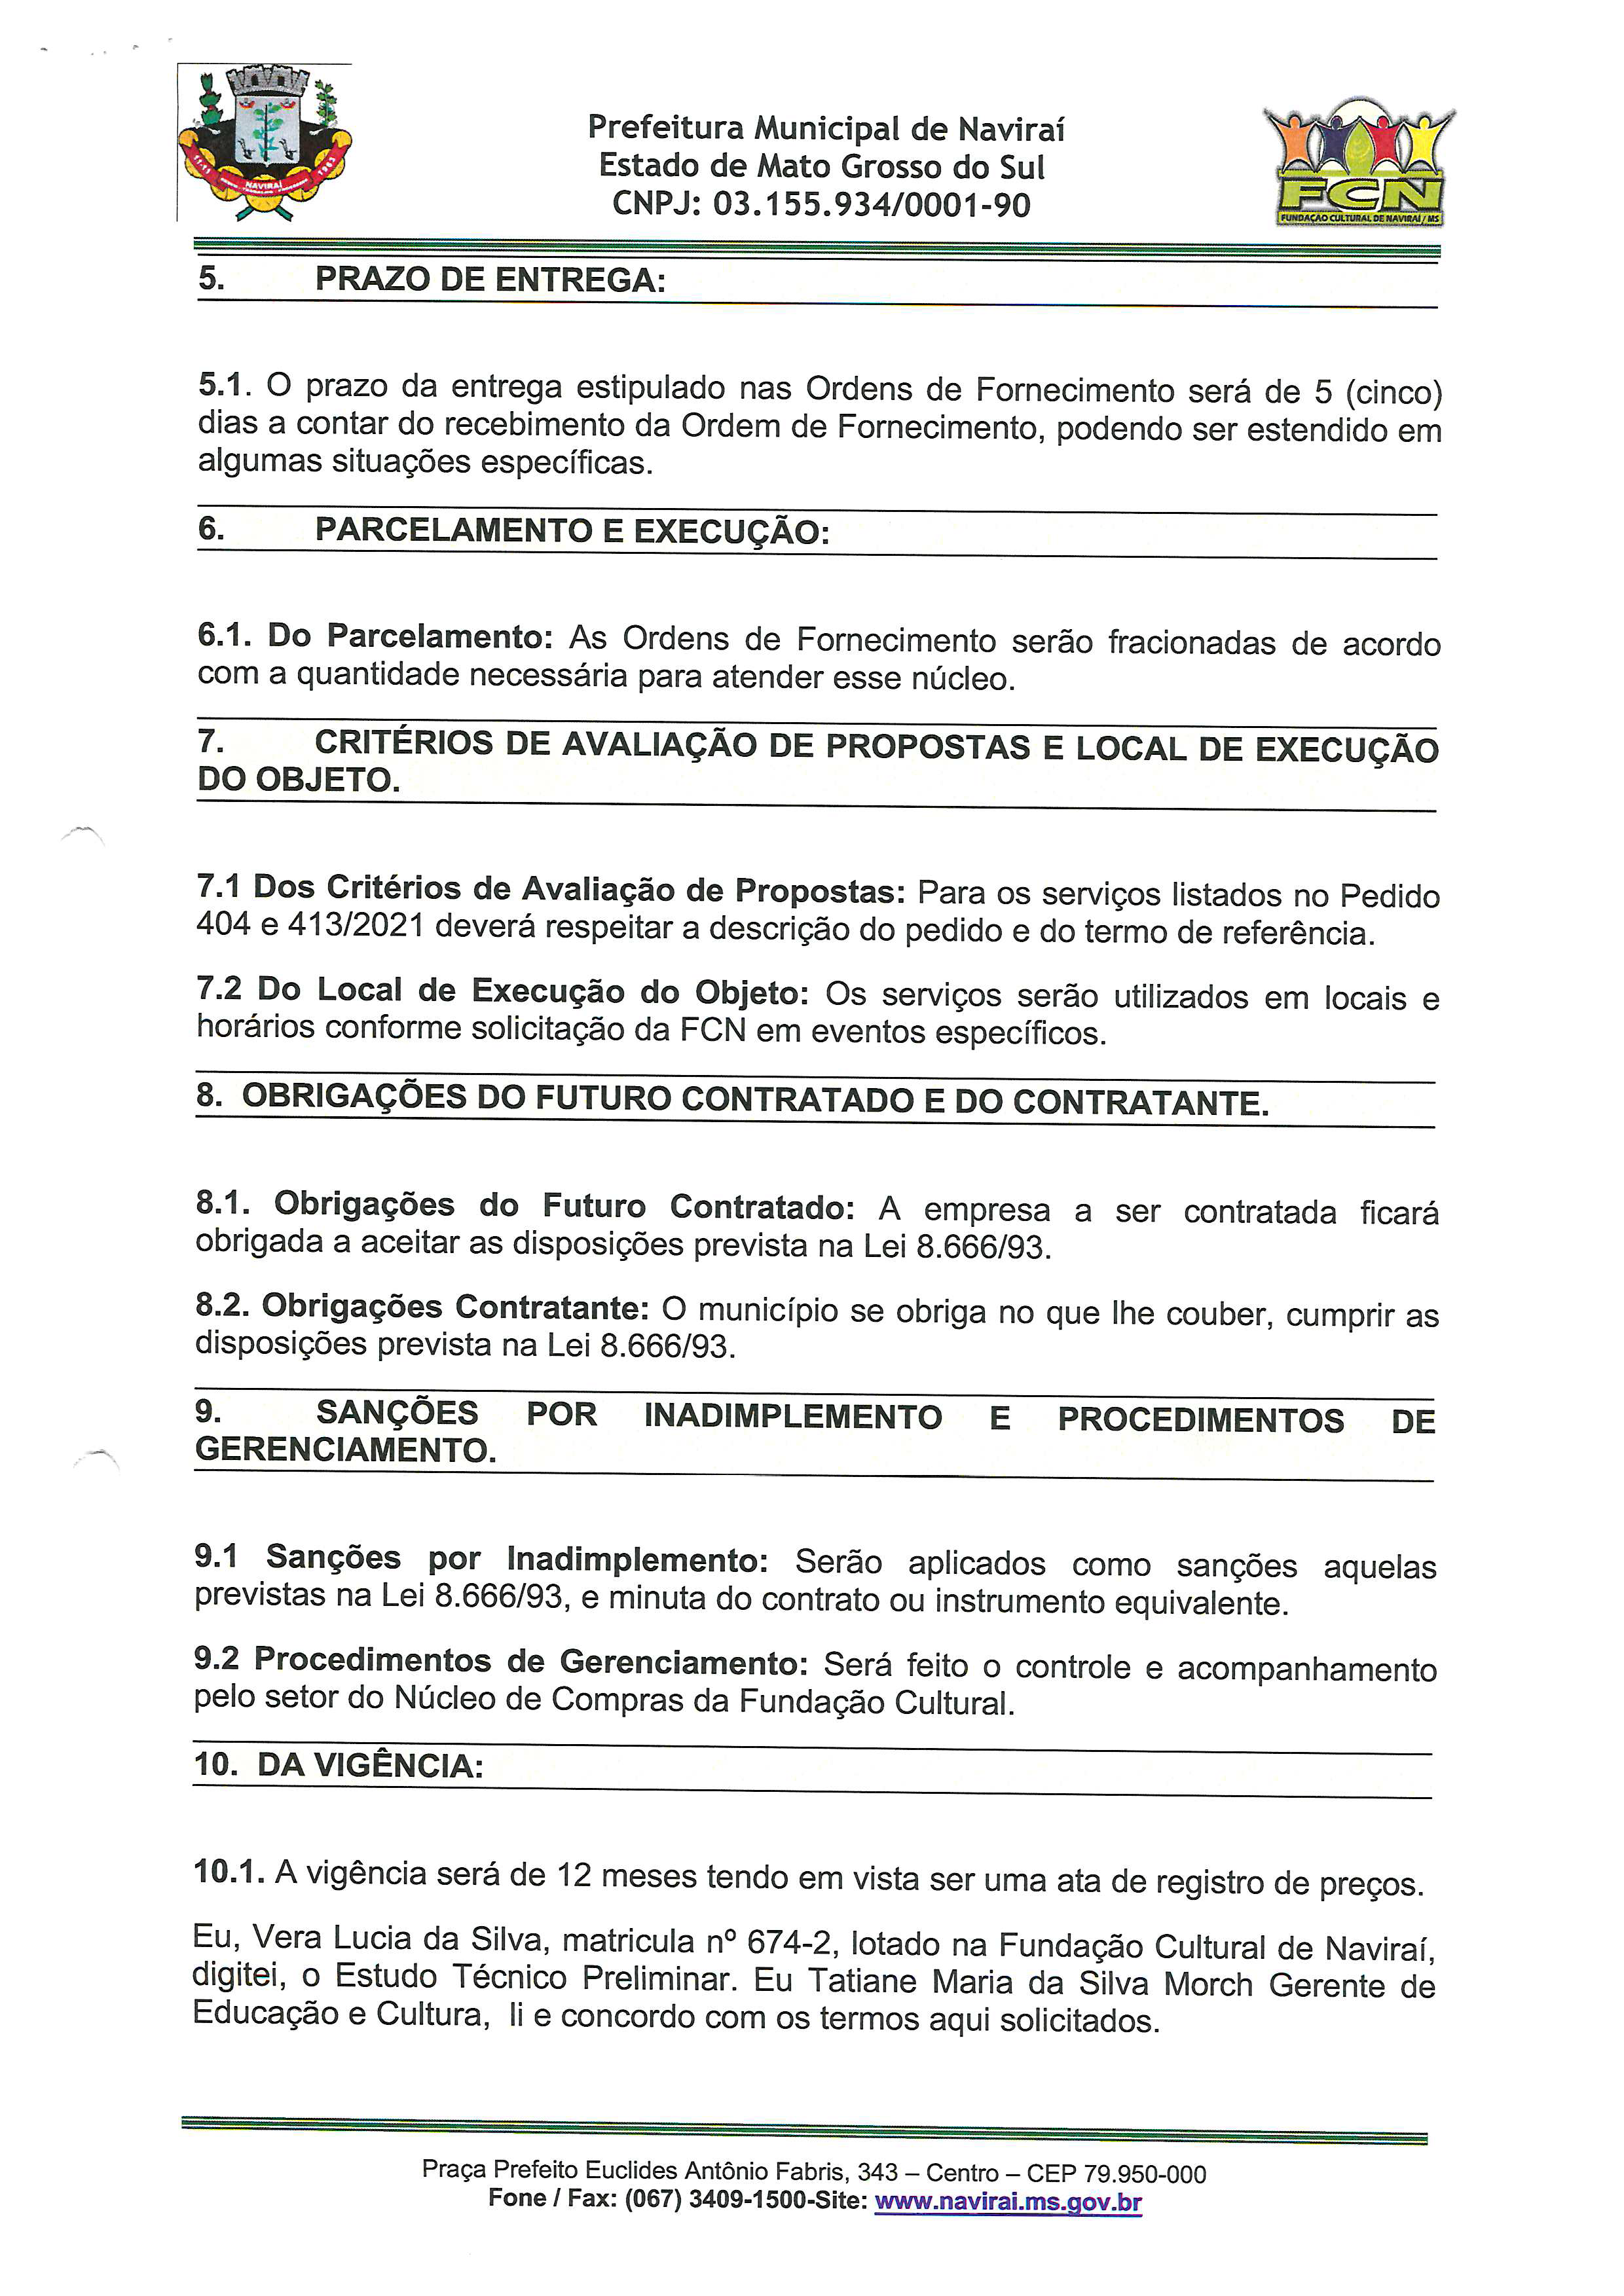 Prefeitura Municipal de Naviraí
Estado de Mato Grosso do Sul
CNPJ: 03.155.934/0001-90
NAVIRAÍ
1963
FCN
FUNDAÇÃO CULTURAL DE NAVIRAÍ / MS
5. PRAZO DE ENTREGA:
5.1. O prazo da entrega estipulado nas Ordens de Fornecimento será de 5 (cinco)
dias a contar do recebimento da Ordem de Fornecimento, podendo ser estendido em
algumas situações específicas.
6. PARCELAMENTO E EXECUÇÃO:
6.1. Do Parcelamento: As Ordens de Fornecimento serão fracionadas de acordo
com a quantidade necessária para atender esse núcleo.
7. CRITÉRIOS DE AVALIAÇÃO DE PROPOSTAS E LOCAL DE EXECUÇÃO
DO OBJETO.
7.1 Dos Critérios de Avaliação de Propostas: Para os serviços listados no Pedido
404 e 413/2021 deverá respeitar a descrição do pedido e do termo de referência.
7.2 Do Local de Execução do Objeto: Os serviços serão utilizados em locais e
horários conforme solicitação da FCN em eventos específicos.
8. OBRIGAÇÕES DO FUTURO CONTRATADO E DO CONTRATANTE.
8.1. Obrigações do Futuro Contratado: A empresa a ser contratada ficará
obrigada a aceitar as disposições prevista na Lei 8.666/93.
8.2. Obrigações Contratante: O município se obriga no que lhe couber, cumprir as
disposições prevista na Lei 8.666/93.
9. SANÇÕES POR INADIMPLEMENTO E PROCEDIMENTOS DE
GERENCIAMENTO.
9.1 Sanções por Inadimplemento: Serão aplicados como sanções aquelas
previstas na Lei 8.666/93, e minuta do contrato ou instrumento equivalente.
9.2 Procedimentos de Gerenciamento: Será feito o controle e acompanhamento
pelo setor do Núcleo de Compras da Fundação Cultural.
10. DA VIGÊNCIA:
10.1. A vigência será de 12 meses tendo em vista ser uma ata de registro de preços.
Eu, Vera Lucia da Silva, matricula nº 674-2, lotado na Fundação Cultural de Naviraí,
digitei, o Estudo Técnico Preliminar. Eu Tatiane Maria da Silva Morch Gerente de
Educação e Cultura, li e concordo com os termos aqui solicitados.
Praça Prefeito Euclides Antônio Fabris, 343 – Centro – CEP 79.950-000
Fone / Fax: (067) 3409-1500-Site: www.navirai.ms.gov.br